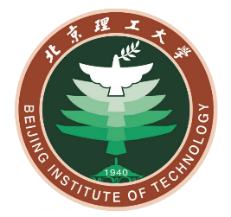 北京理工大学
1940
BEIJING INSTITUTE OF TECHNOLOGY